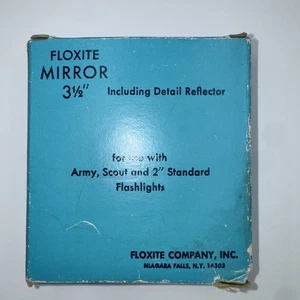 FLOXITE
MIRROR
3½" Including Detail Reflector
for use with
Army, Scout and 2" Standard
Flashlights
FLOXITE COMPANY, INC.
NIAGARA FALLS, N.Y. 14303